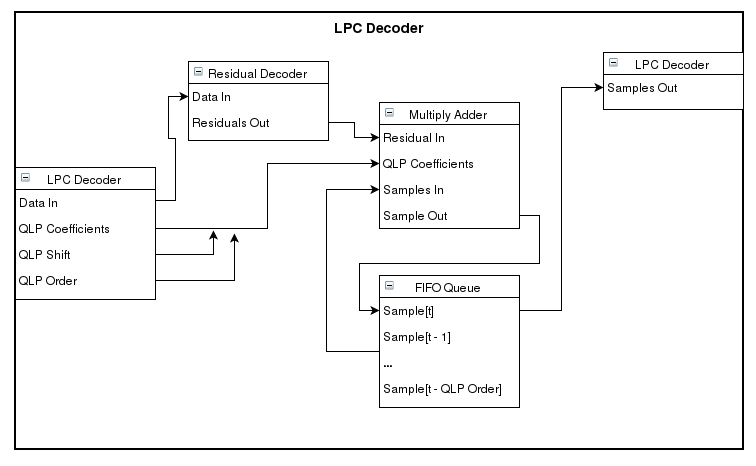 LPC Decoder
Residual Decoder
Data In
Residuals Out
LPC Decoder
Samples Out
Multiply Adder
Residual In
QLP Coefficients
Samples In
Sample Out
LPC Decoder
Data In
QLP Coefficients
QLP Shift
QLP Order
FIFO Queue
Sample[t]
Sample[t - 1]
...
Sample[t - QLP Order]